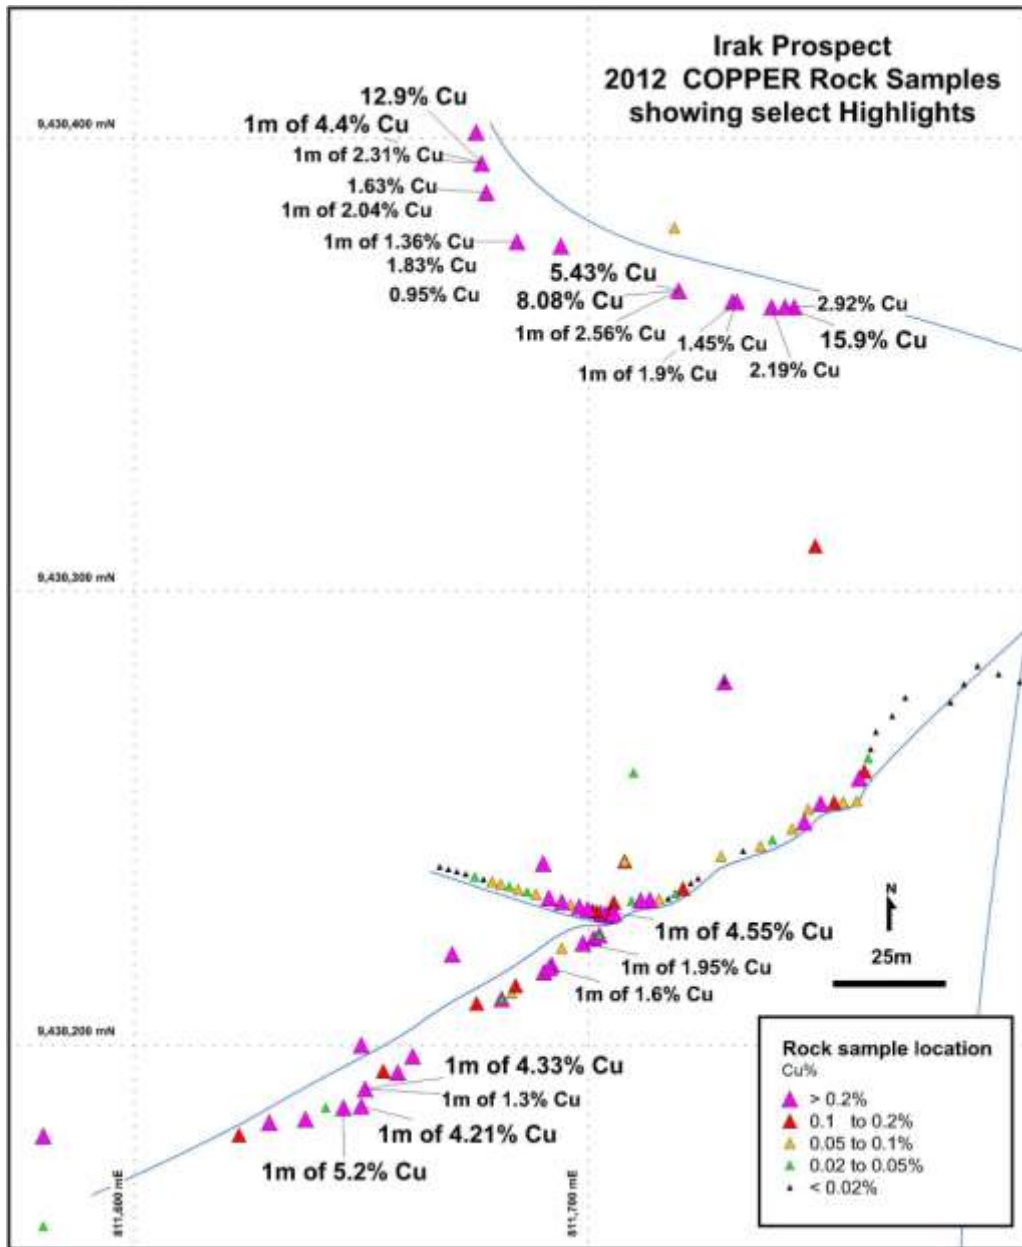 Irak Prospect
2012 COPPER Rock Samples
showing select Highlights
12.9% Cu
9,430,400 mN
1m of 4.4% Cu
1m of 2.31% Cu
1.63% Cu
1m of 2.04% Cu
1m of 1.36% Cu
1.83% Cu
5.43% Cu
0.95% Cu
8.08% Cu
2.92% Cu
1m of 2.56% Cu
1.45% Cu
15.9% Cu
1m of 1.9% Cu
2.19% Cu
9,430,300 mN
N
1m of 4.55% Cu
25m
1m of 1.95% Cu
1m of 1.6% Cu
9,430,200 mN
1m of 4.33% Cu
1m of 1.3% Cu
1m of 4.21% Cu
1m of 5.2% Cu
811,600 mE
811,700 mE
Rock sample location
Cu%
> 0.2%
0.1 to 0.2%
0.05 to 0.1%
0.02 to 0.05%
< 0.02%